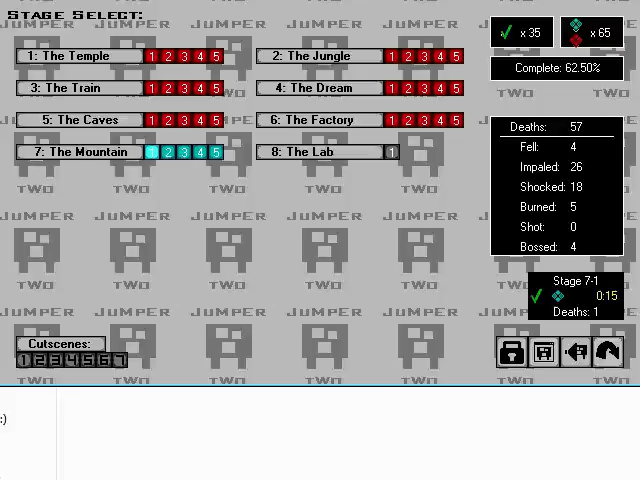 Stage Select:
x 35
x 65
1: The Temple 1 2 3 4 5
2: The Jungle 1 2 3 4 5
Complete: 62.50%
3: The Train 1 2 3 4 5
4: The Dream 1 2 3 4 5
5: The Caves 1 2 3 4 5
6: The Factory 1 2 3 4 5
7: The Mountain 1 2 3 4 5
8: The Lab 1
Deaths: 57
Fell: 4
Impaled: 26
Shocked: 18
Burned: 5
Shot: 0
Bossed: 4
Stage 7-1
0:15
Deaths: 1
Cutscenes:
1 2 3 4 5 6 7
JUMPER
TWO
:)